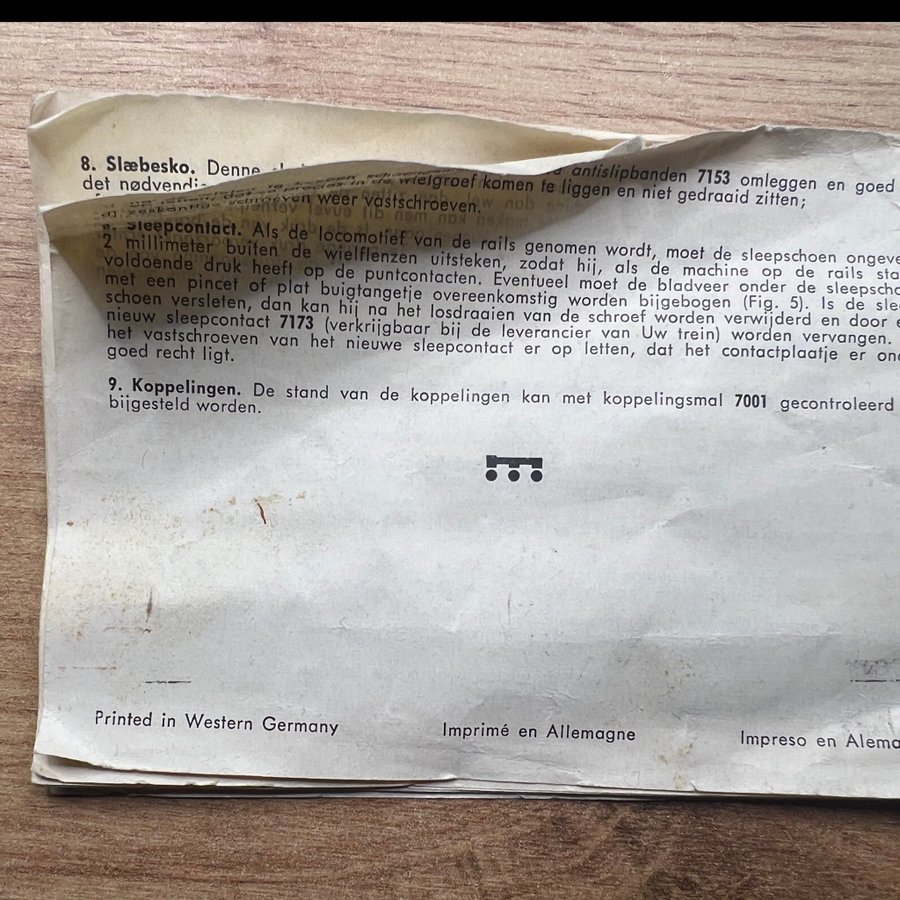 8. Slæbesko. Denne antislipbanden 7153 omleggen en goed
det in de wielgroef komen te liggen en niet gedraaid zitten;
schroeven weer vastschroeven.
Sleepcontact. Als de locomotief van de rails genomen wordt, moet de sleepschoen ongeve
2 millimeter buiten de wielflenzen uitsteken, zodat hij, als de machine op de rails sta
voldoende druk heeft op de puntcontacten. Eventueel moet de bladveer onder de sleepscho
met een pincet of plat buigtangetje overeenkomstig worden bijgebogen (Fig. 5). Is de slee
schoen versleten, dan kan hij na het losdraaien van de schroef worden verwijderd en door e
nieuw sleepcontact 7173 (verkrijgbaar bij de leverancier van Uw trein) worden vervangen.
het vastschroeven van het nieuwe sleepcontact er op letten, dat het contactplaatje er ond
goed recht ligt.
9. Koppelingen. De stand van de koppelingen kan met koppelingsmal 7001 gecontroleerd
bijgesteld worden.
Printed in Western Germany Imprimé en Allemagne Impreso en Alema